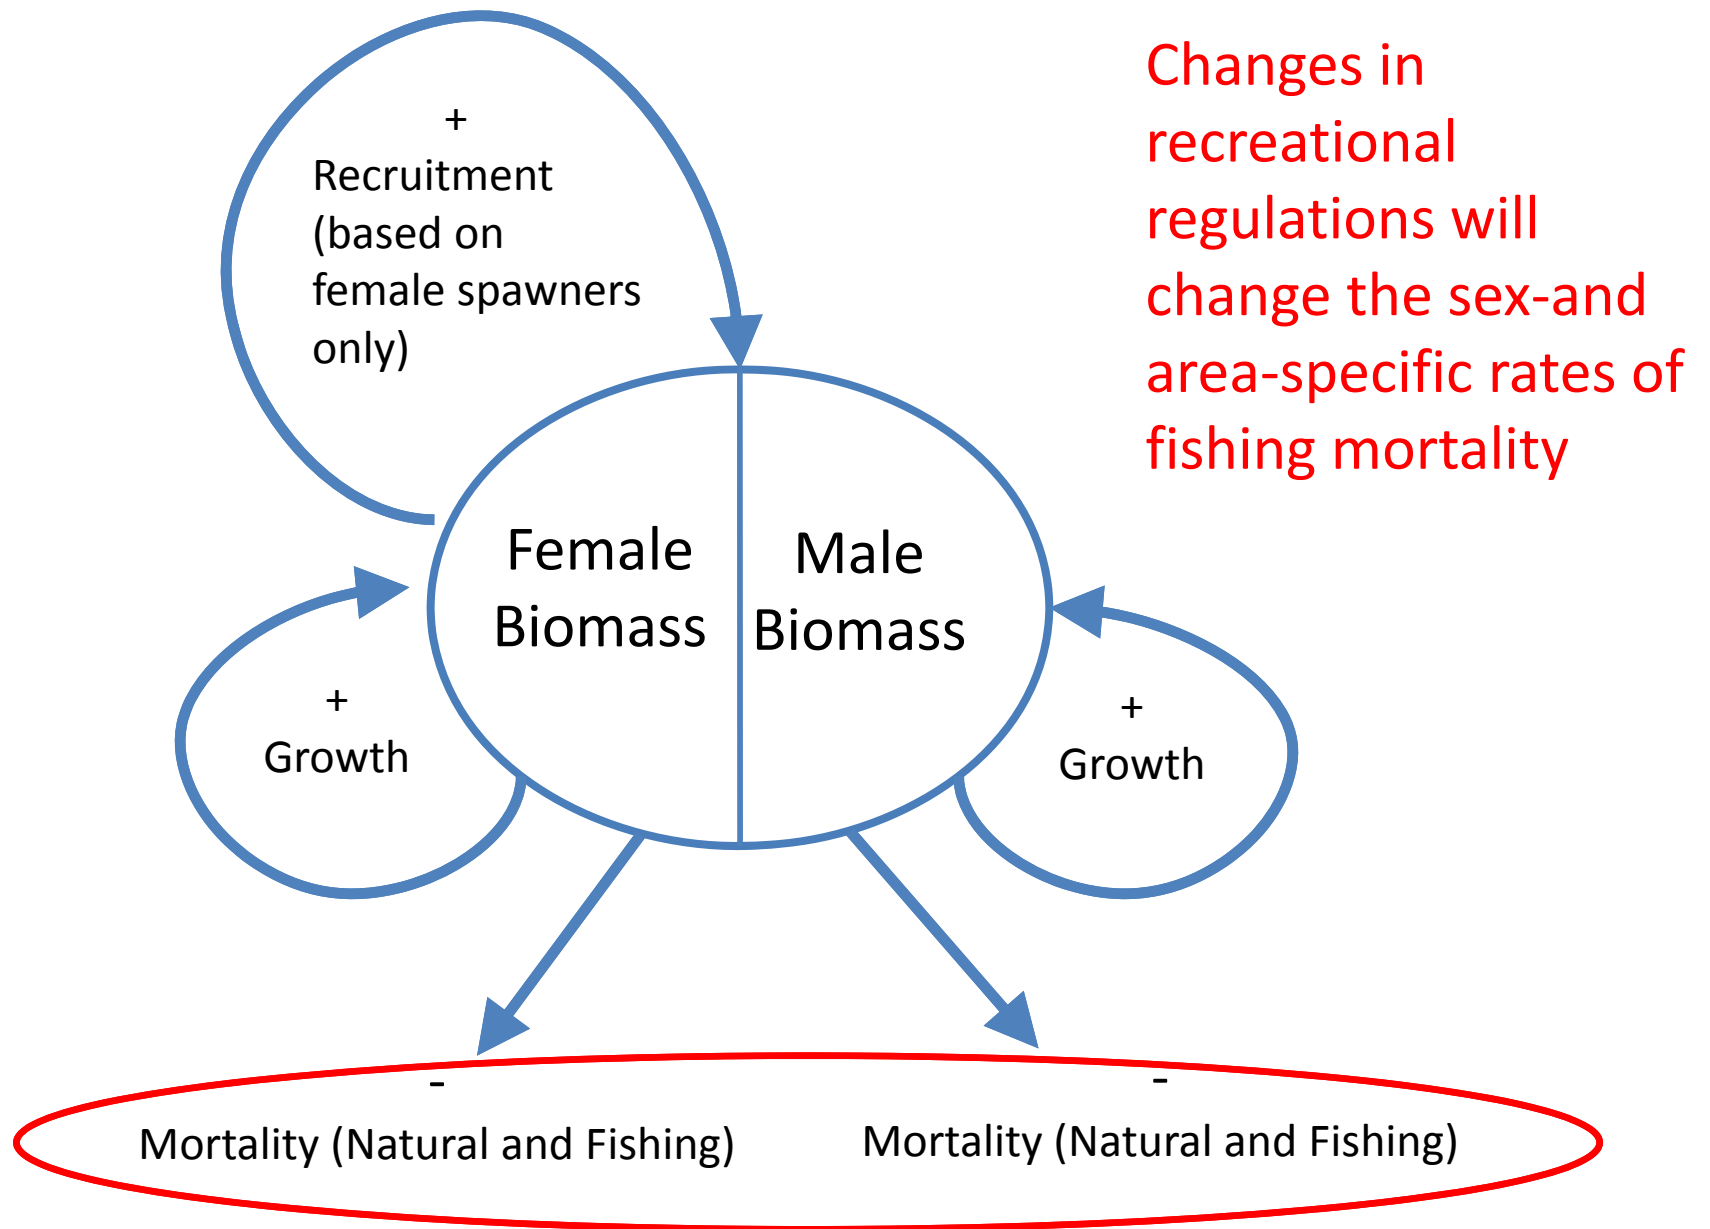 +
Recruitment
(based on
female spawners
only)
Changes in
recreational
regulations will
change the sex-and
area-specific rates of
fishing mortality
Female
Biomass
Male
Biomass
+
Growth
+
Growth
-
Mortality (Natural and Fishing)
-
Mortality (Natural and Fishing)